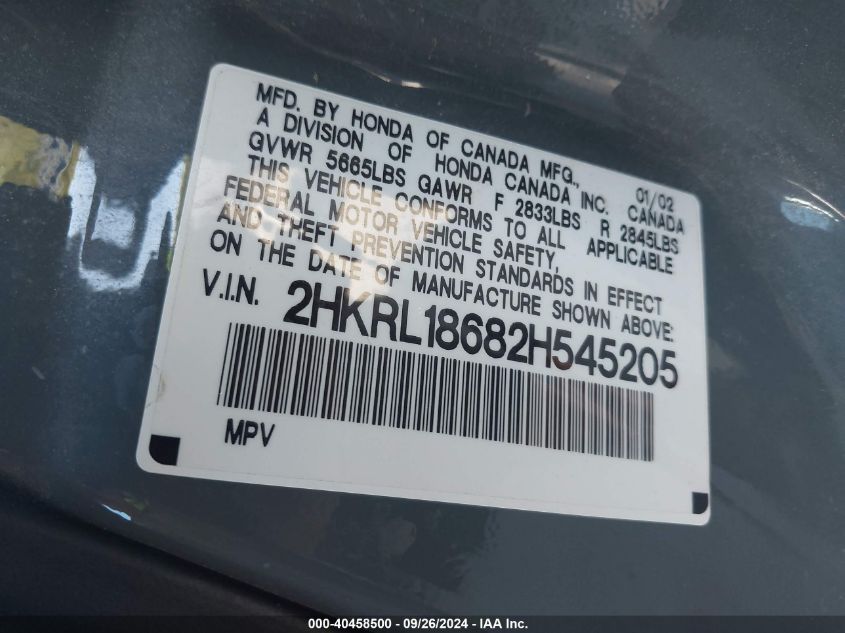 MFD. BY HONDA OF CANADA MFG., 01/02
A DIVISION OF HONDA CANADA INC. CANADA
GVWR 5665LBS GAWR F 2833LBS R 2845LBS
THIS VEHICLE CONFORMS TO ALL APPLICABLE
FEDERAL MOTOR VEHICLE SAFETY,
AND THEFT PREVENTION STANDARDS IN EFFECT
ON THE DATE OF MANUFACTURE SHOWN ABOVE:
V.I.N. 2HKRL18682H545205
MPV
000-40458500 - 09/26/2024 - IAA Inc.